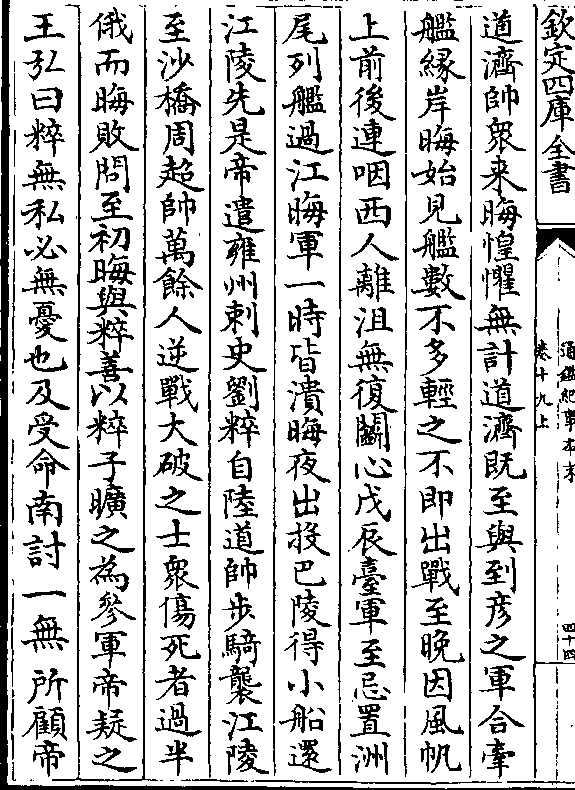 欽定四庫全書
通鑑紀事本末
卷十九上
四十四
道濟帥衆来晦惶懼無計道濟既至與到彦之軍合牽
艦縁岸晦始見艦數不多輕之不即出戰至晚因風帆
上前後連咽西人離沮無復鬬心戊辰臺軍至忌置洲
尾列艦過江晦軍一時皆潰晦夜出投巴陵得小船還
江陵先是帝遣雍州刺史劉粹自陸道帥步騎襲江陵
至沙橋周超帥萬餘人逆戰大破之士衆傷死者過半
俄而晦敗問至初晦與粹善以粹子曠之為參軍帝疑之
王弘曰粹無私必無憂也及受命南討一無所顧帝